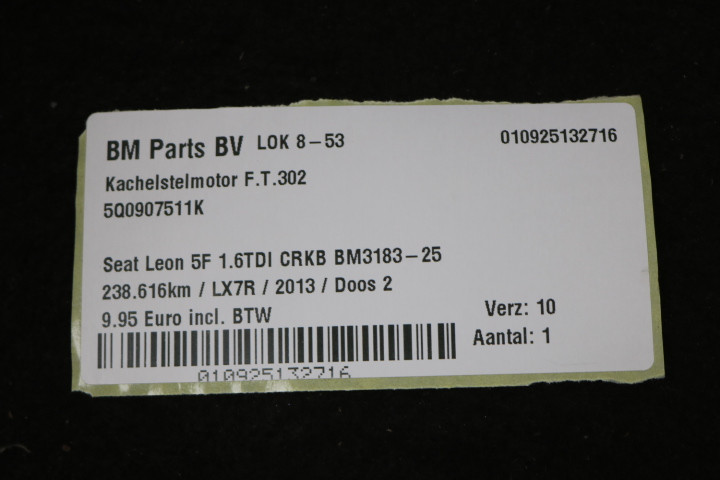 BM Parts BV LOK 8-53 010925132716
Kachelstelmotor F.T.302
5Q0907511K
Seat Leon 5F 1.6TDI CRKB BM3183-25
238.616km / LX7R / 2013 / Doos 2
9.95 Euro incl. BTW Verz: 10
Aantal: 1
010925132716